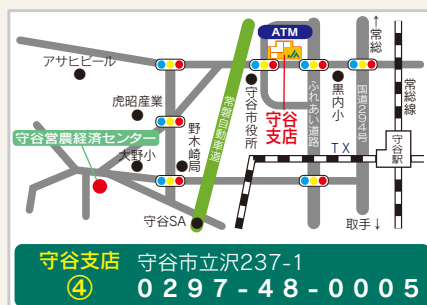 ATM
↑常総
アサヒビール
JA
虎昭産業
常磐自動車道
守谷市役所
守谷
支店
ふれあい道路
黒内小
国道294号
常総線
守谷営農経済センター
大野小
野木崎局
TX
守谷駅
守谷SA
取手↓
守谷支店 守谷市立沢237-1
④ 0297-48-0005